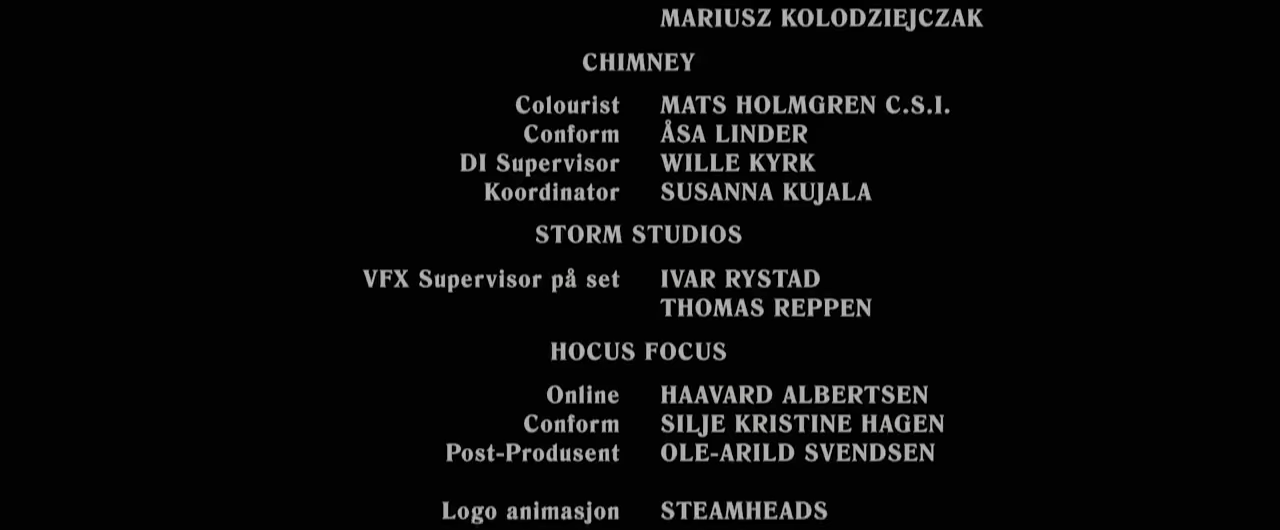 MARIUSZ KOLODZIEJCZAK
CHIMNEY
Colourist MATS HOLMGREN C.S.I.
Conform ÅSA LINDER
DI Supervisor WILLE KYRK
Koordinator SUSANNA KUJALA
STORM STUDIOS
VFX Supervisor på set IVAR RYSTAD
THOMAS REPPEN
HOCUS FOCUS
Online HAAVARD ALBERTSEN
Conform SILJE KRISTINE HAGEN
Post-Produsent OLE-ARILD SVENDSEN
Logo animasjon STEAMHEADS